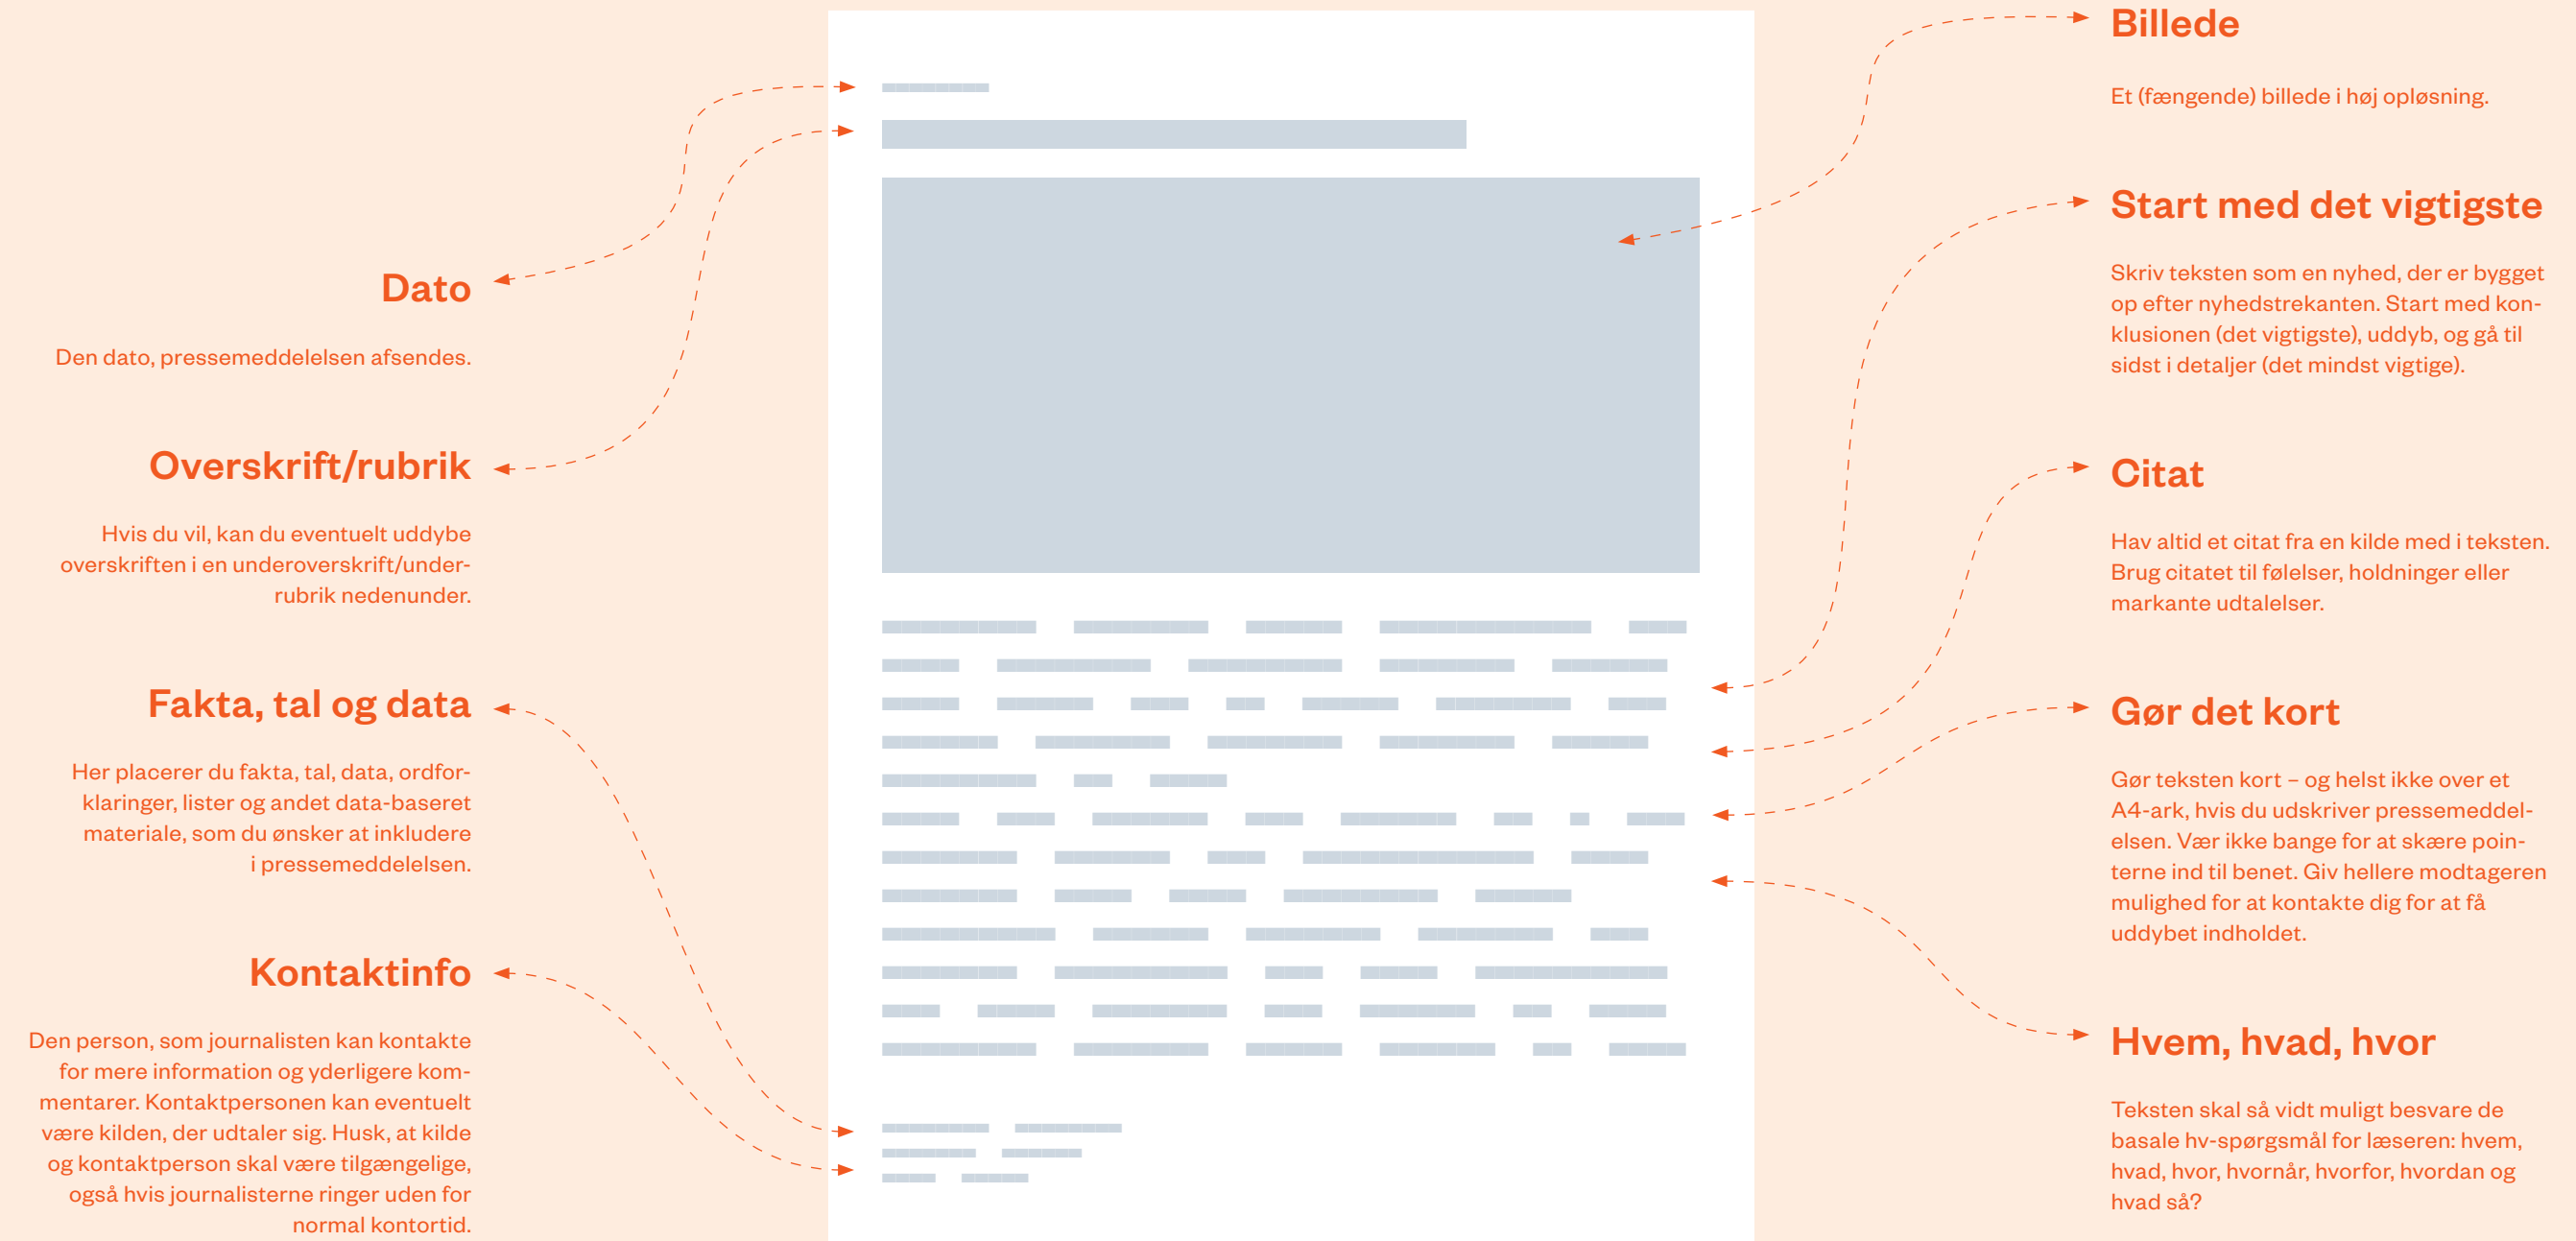 Dato
Den dato, pressemeddelelsen afsendes.
Overskrift/rubrik
Hvis du vil, kan du eventuelt uddybe
overskriften i en underoverskrift/under-
rubrik nedenunder.
Fakta, tal og data
Her placerer du fakta, tal, data, ordfor-
klaringer, lister og andet data-baseret
materiale, som du ønsker at inkludere
i pressemeddelelsen.
Kontaktinfo
Den person, som journalisten kan kontakte
for mere information og yderligere kom-
mentarer. Kontaktpersonen kan eventuelt
være kilden, der udtaler sig. Husk, at kilde
og kontaktperson skal være tilgængelige,
også hvis journalisterne ringer uden for
normal kontortid.
Billede
Et (fængende) billede i høj opløsning.
Start med det vigtigste
Skriv teksten som en nyhed, der er bygget
op efter nyhedstrekanten. Start med kon-
klusionen (det vigtigste), uddyb, og gå til
sidst i detaljer (det mindst vigtige).
Citat
Hav altid et citat fra en kilde med i teksten.
Brug citatet til følelser, holdninger eller
markante udtalelser.
Gør det kort
Gør teksten kort – og helst ikke over et
A4-ark, hvis du udskriver pressemeddel-
elsen. Vær ikke bange for at skære poin-
terne ind til benet. Giv hellere modtageren
mulighed for at kontakte dig for at få
uddybet indholdet.
Hvem, hvad, hvor
Teksten skal så vidt muligt besvare de
basale hv-spørgsmål for læseren: hvem,
hvad, hvor, hvornår, hvorfor, hvordan og
hvad så?